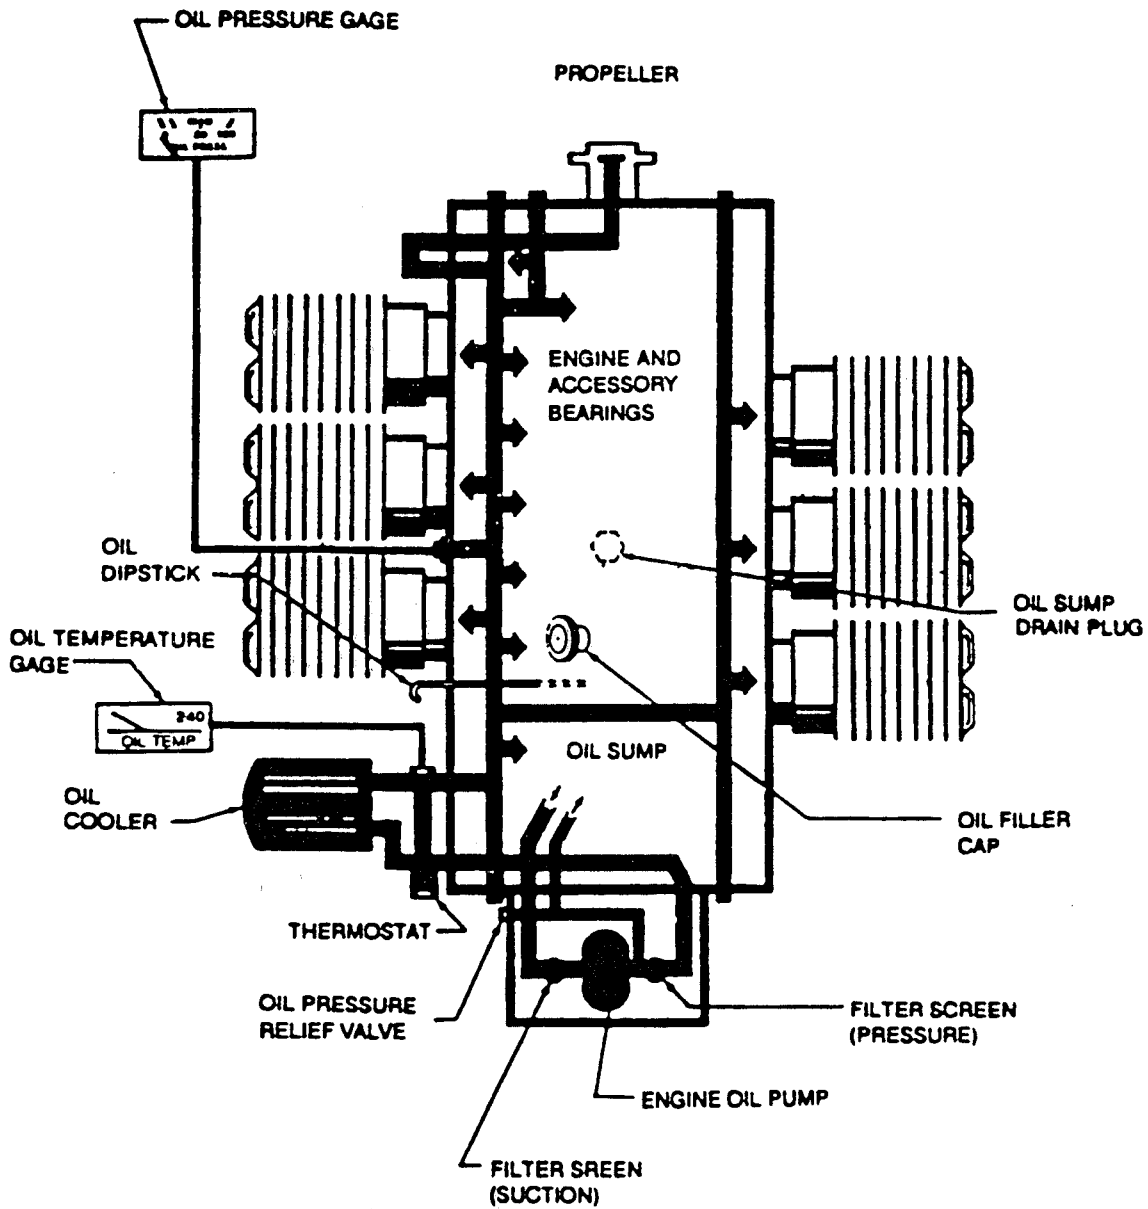 OIL PRESSURE GAGE
PROPELLER
ENGINE AND
ACCESSORY
BEARINGS
OIL
DIPSTICK
OIL SUMP
DRAIN PLUG
OIL TEMPERATURE
GAGE
240
OIL TEMP
OIL SUMP
OIL
COOLER
OIL FILLER
CAP
THERMOSTAT
OIL PRESSURE
RELIEF VALVE
FILTER SCREEN
(PRESSURE)
ENGINE OIL PUMP
FILTER SREEN
(SUCTION)